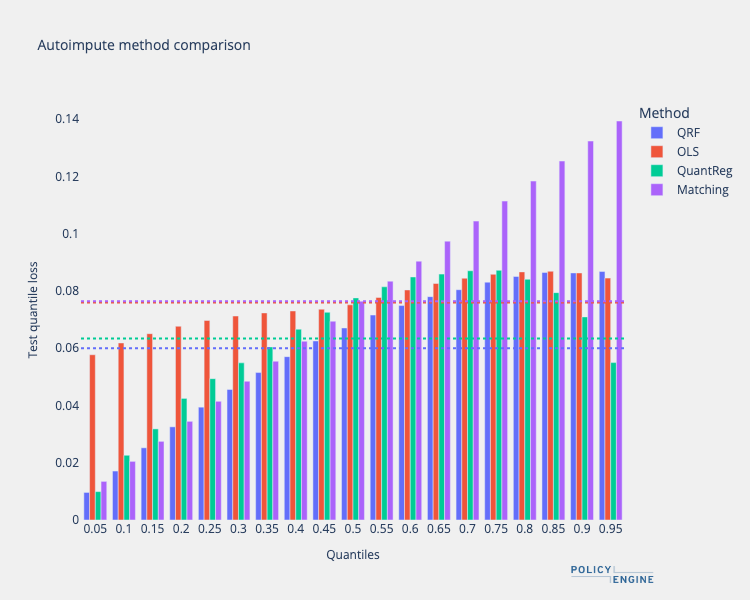 Autoimpute method comparison
Method
QRF
OLS
QuantReg
Matching
Test quantile loss
0.14
0.12
0.1
0.08
0.06
0.04
0.02
0
0.05 0.1 0.15 0.2 0.25 0.3 0.35 0.4 0.45 0.5 0.55 0.6 0.65 0.7 0.75 0.8 0.85 0.9 0.95
Quantiles
POLICY
ENGINE